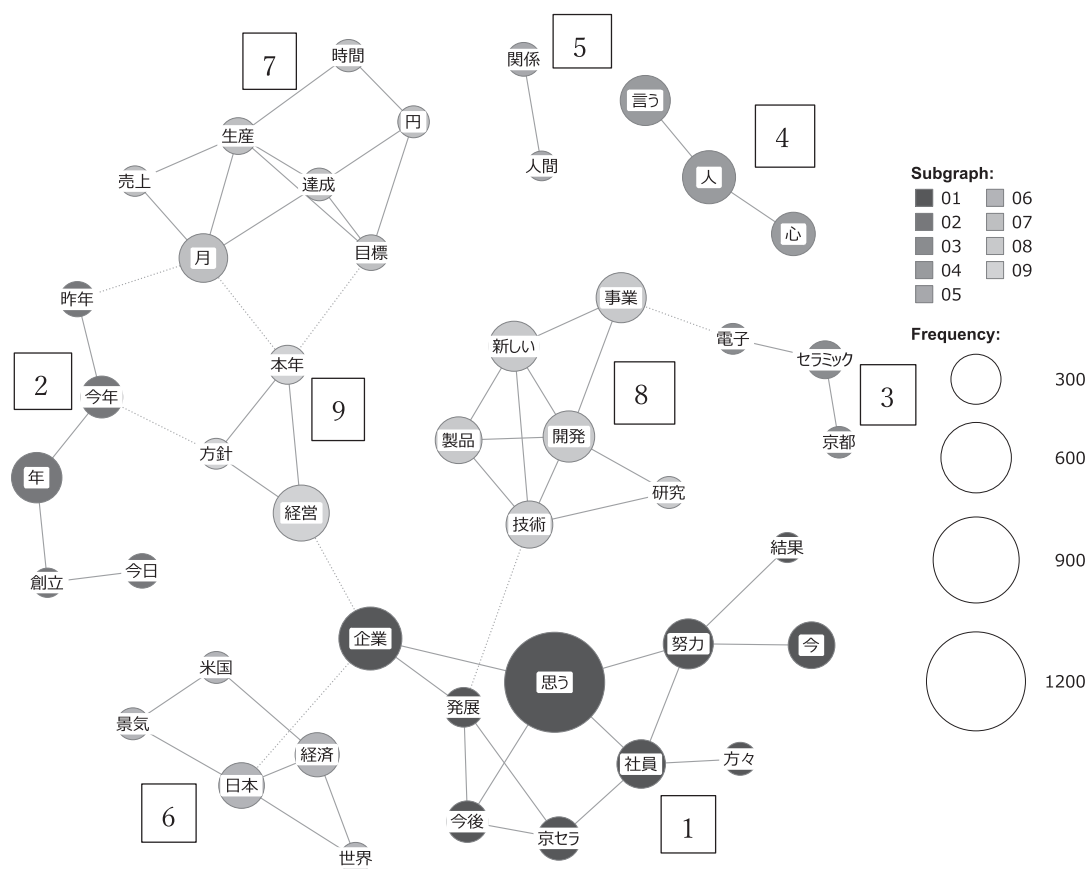 時間
7
生産
円
売上
達成
月
目標
関係
5
人間
言う
4
人
心
昨年
2
今年
年
創立
今日
本年
9
方針
経営
事業
新しい
8
製品
開発
研究
技術
電子
セラミック
3
京都
結果
企業
思う
努力
今
発展
社員
方々
今後
京セラ
1
米国
景気
経済
日本
6
世界
Subgraph:
01
02
03
04
05
06
07
08
09
Frequency:
300
600
900
1200